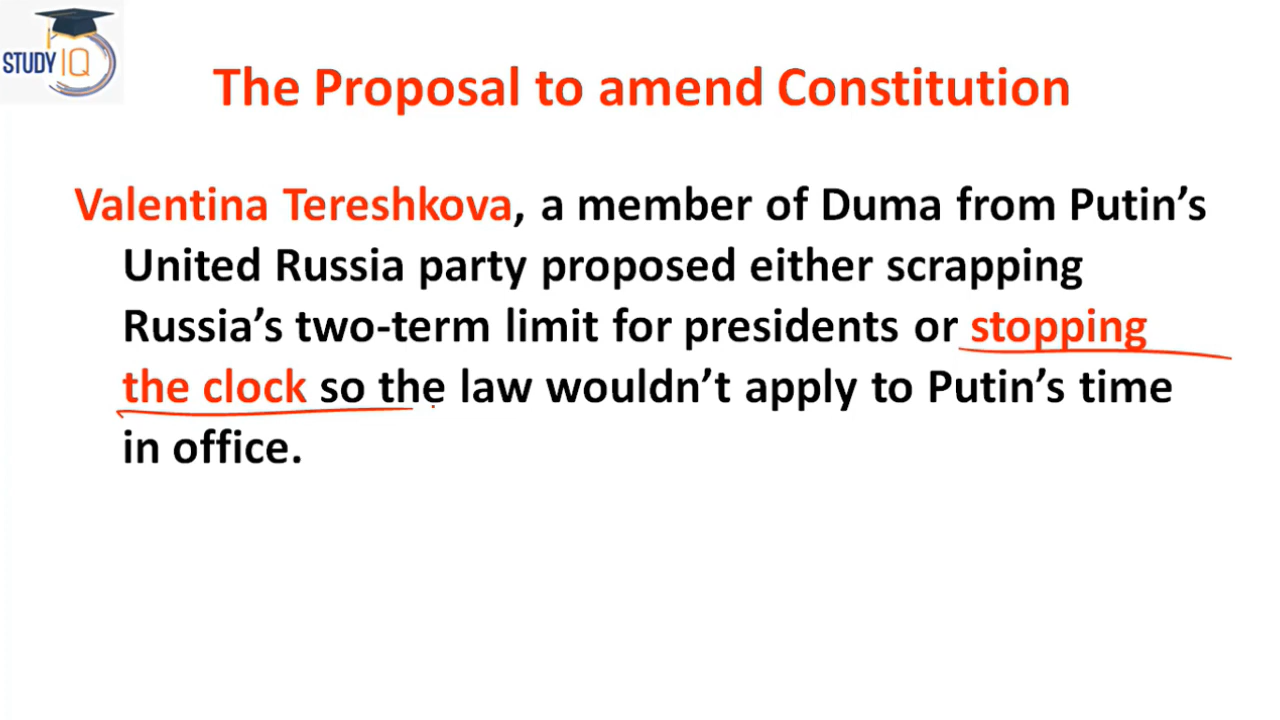 STUDY IQ
The Proposal to amend Constitution
Valentina Tereshkova, a member of Duma from Putin’s
United Russia party proposed either scrapping
Russia’s two-term limit for presidents or stopping
the clock so the law wouldn’t apply to Putin’s time
in office.